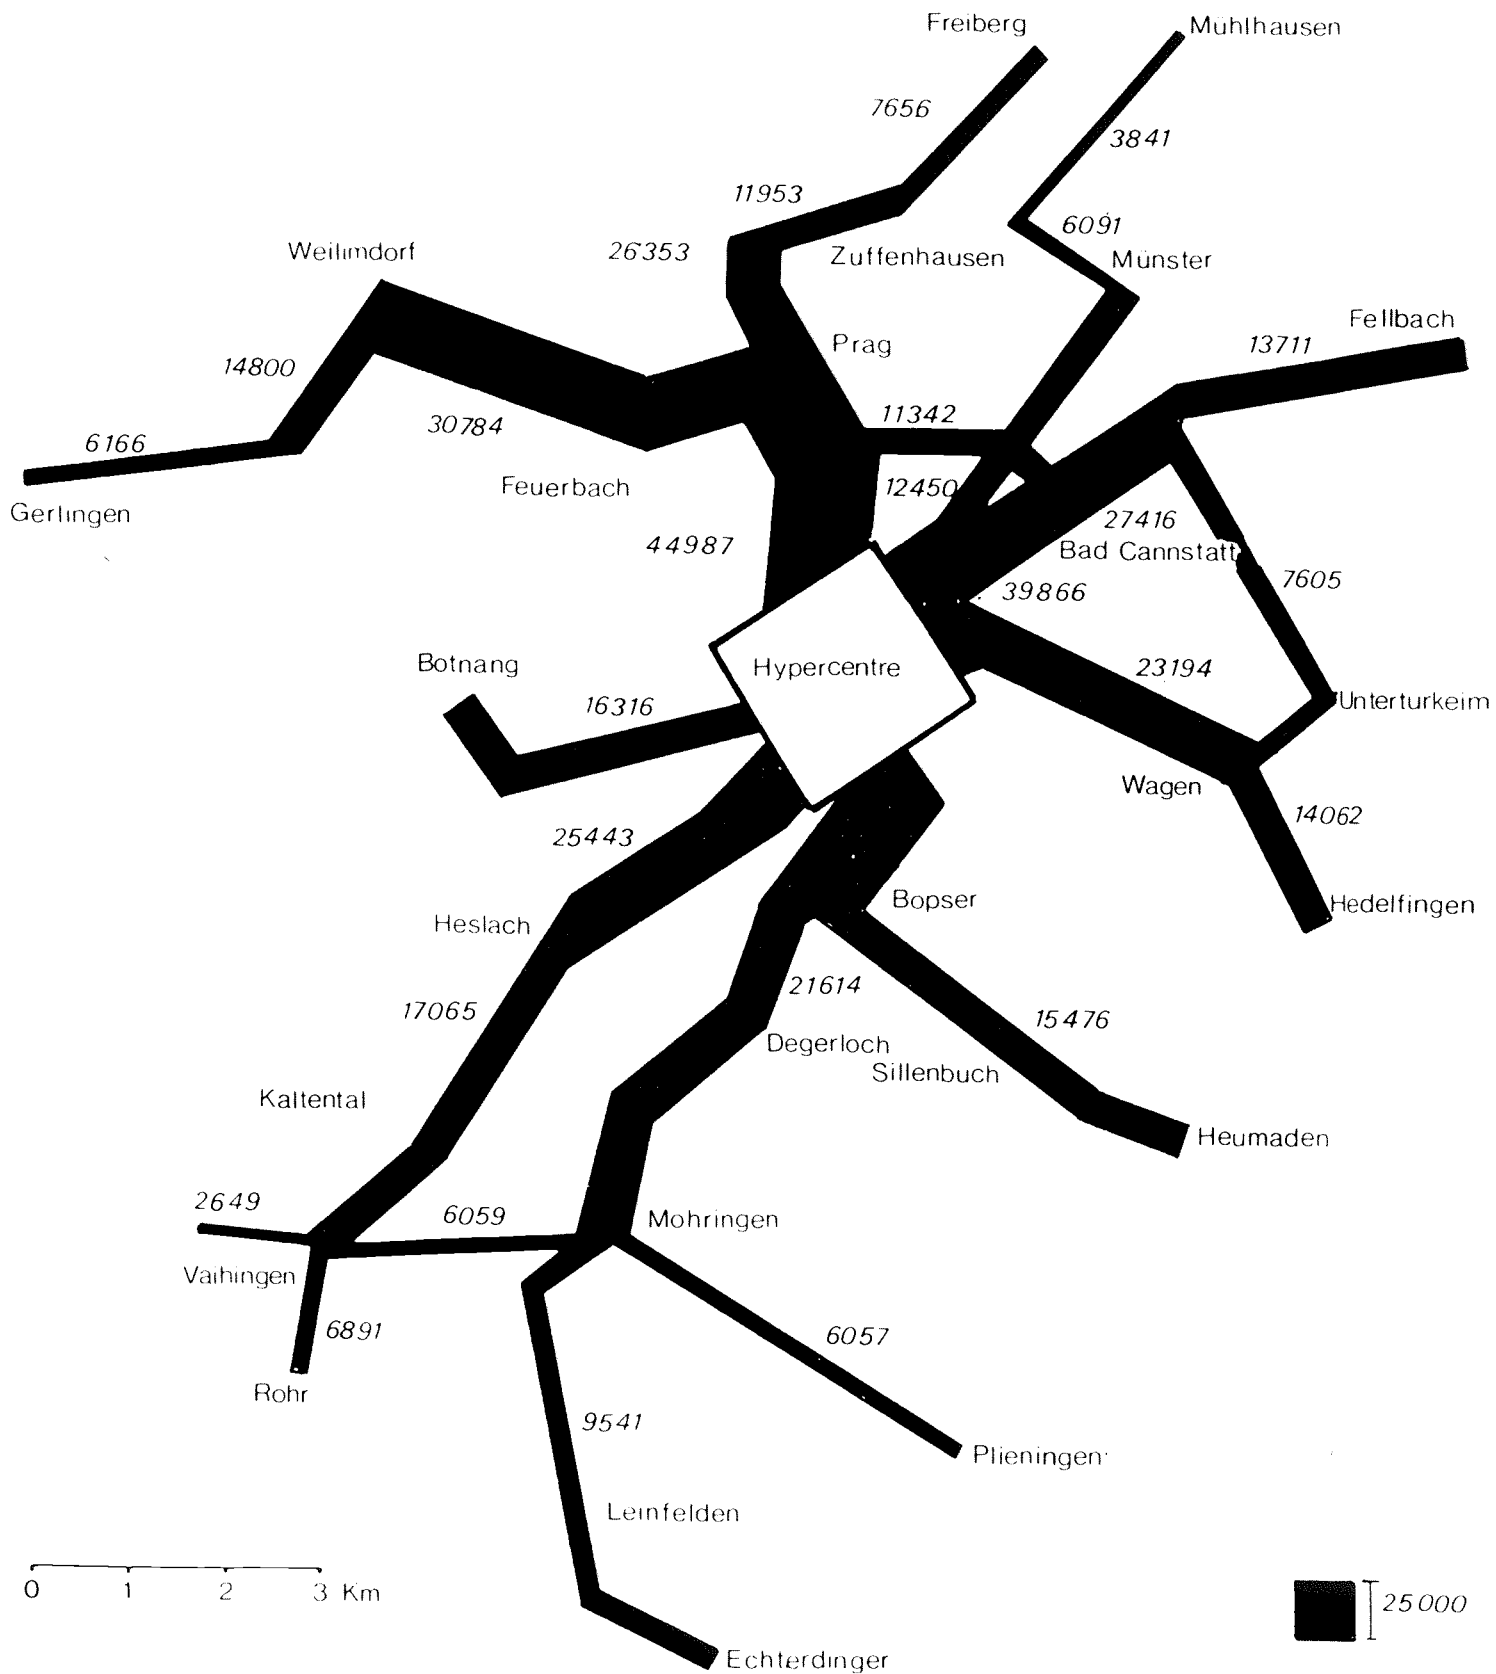 Freiberg
Mühlhausen
7656
3841
11953
6091
Weilimdorf
26353
Zuffenhausen
Münster
Fellbach
13711
Prag
14800
11342
6166
30784
Feuerbach
12450
Gerlingen
27416
44987
Bad Cannstatt
7605
39866
Botnang
Hypercentre
23194
16316
Unterturkeim
Wagen
14062
25443
Bopser
Hedelfingen
Heslach
21614
17065
15476
Degerloch
Sillenbuch
Kaltental
Heumaden
2649
6059
Mohringen
Vaihingen
6891
6057
Rohr
9541
Plieningen
Leinfelden
0 1 2 3 Km
25000
Echterdinger